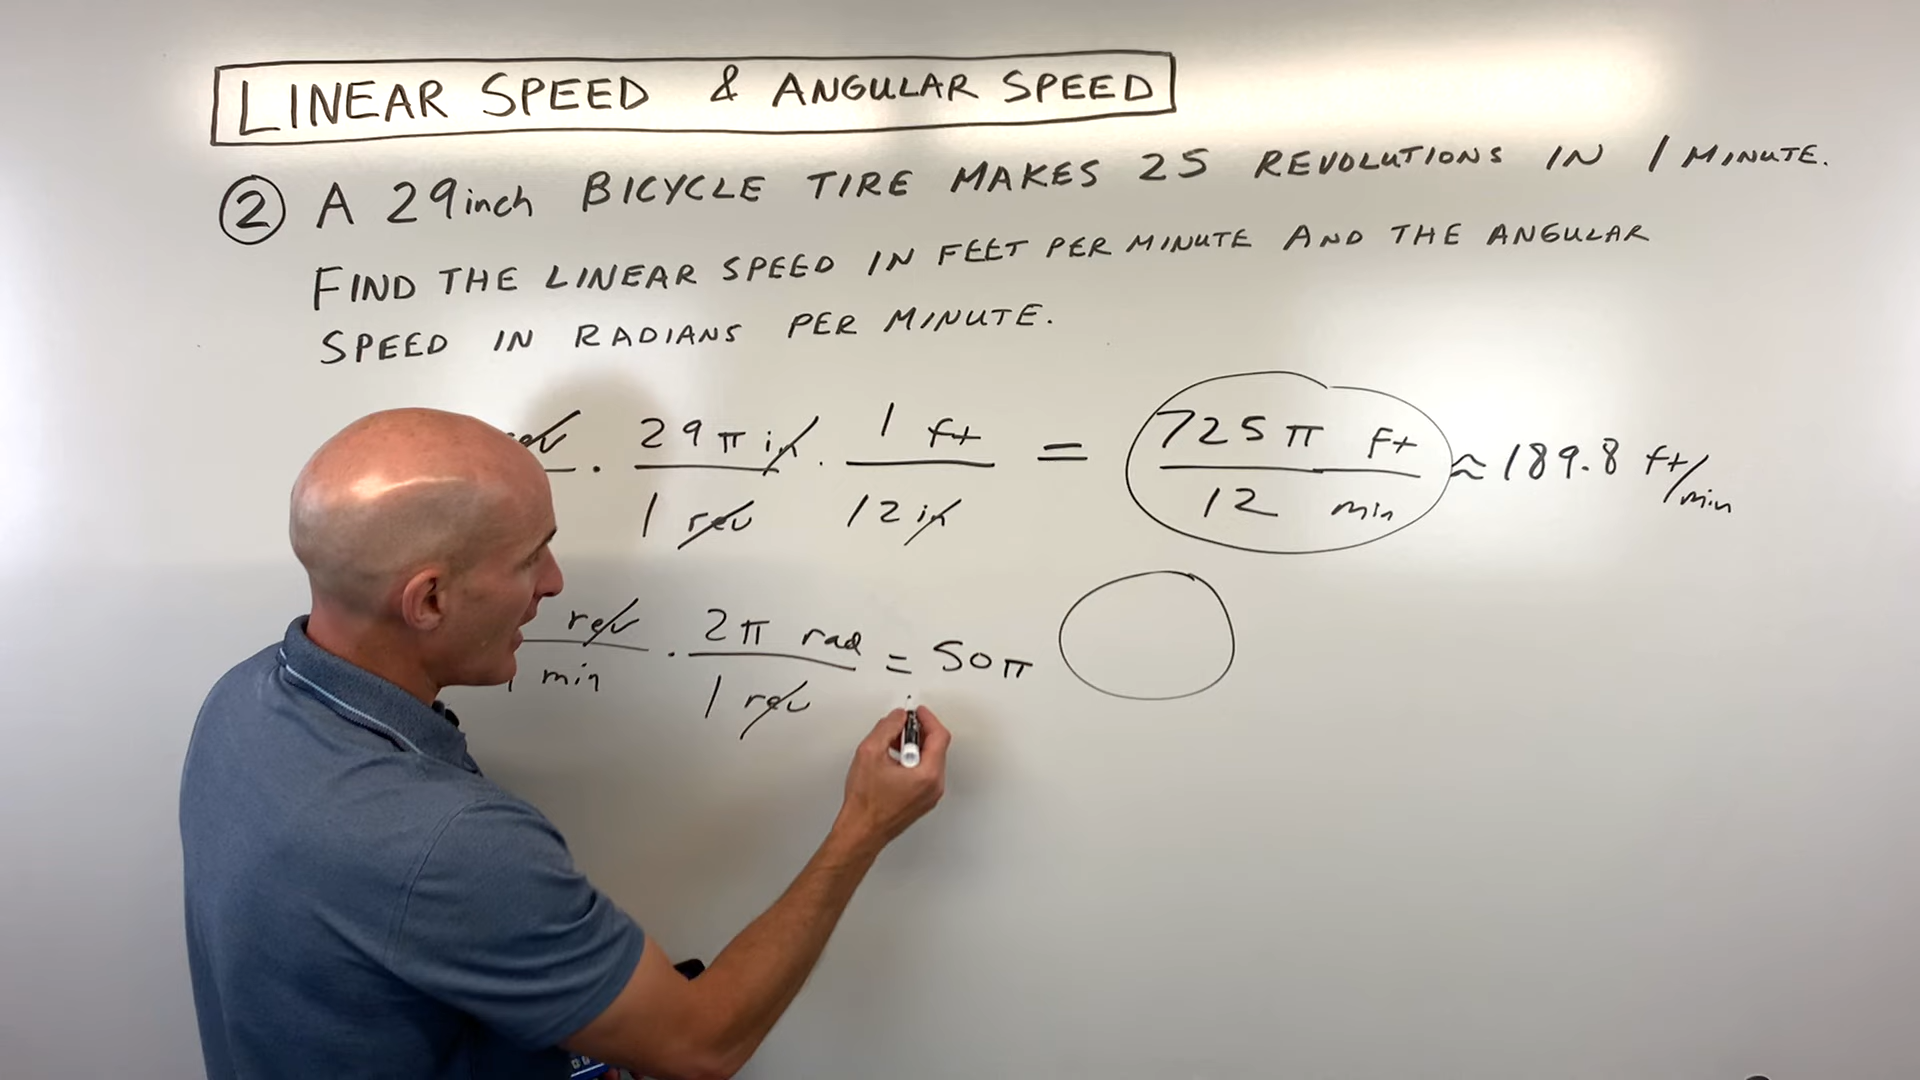 LINEAR SPEED & ANGULAR SPEED
② A 29inch BICYCLE TIRE MAKES 25 REVOLUTIONS IN 1 MINUTE.
FIND THE LINEAR SPEED IN FEET PER MINUTE AND THE ANGULAR
SPEED IN RADIANS PER MINUTE.
rev · 29π in / 1 rev · 1 ft / 12 in = 725π ft / 12 min ≈ 189.8 ft/min
rev / 1 min · 2π rad / 1 rev = 50π